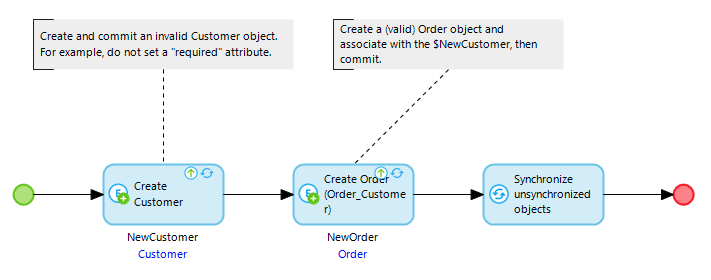 Create and commit an invalid Customer object.
For example, do not set a "required" attribute.
Create a (valid) Order object and
associate with the $NewCustomer, then
commit.
Create
Customer
NewCustomer
Customer
Create Order
(Order_Custome
r)
NewOrder
Order
Synchronize
unsynchronized
objects